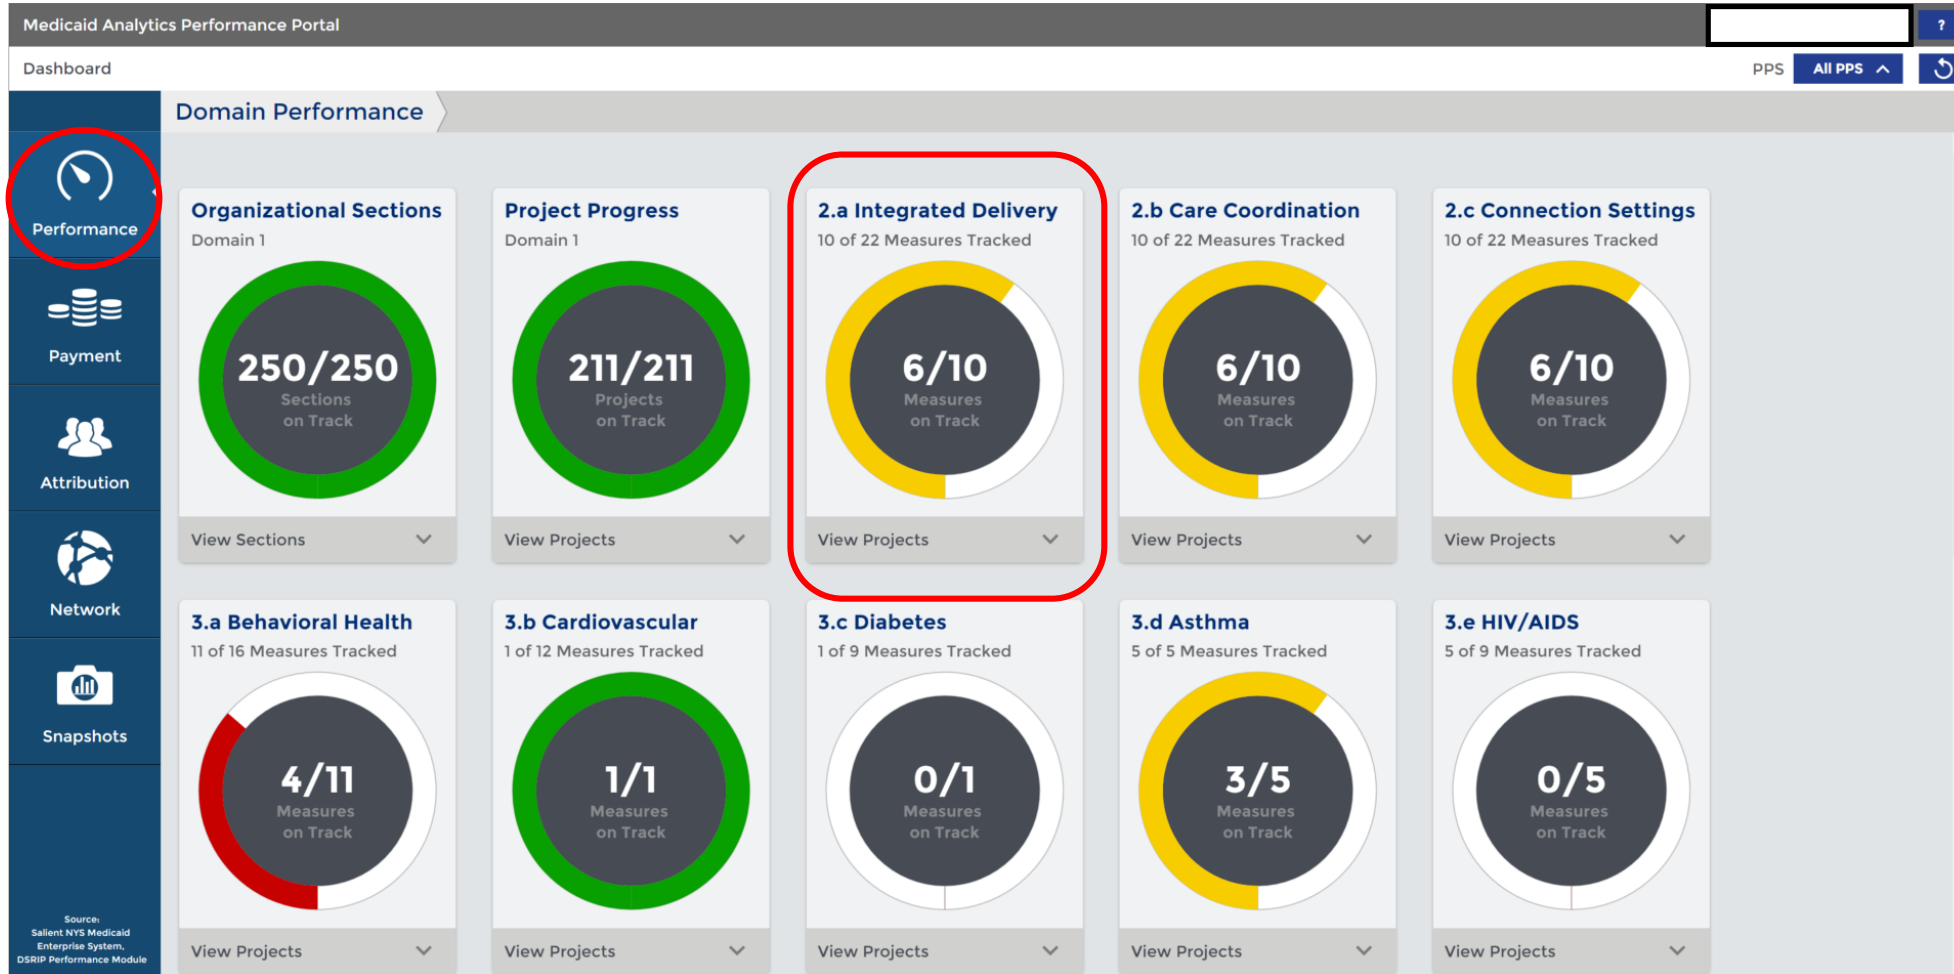 Medicaid Analytics Performance Portal
?
Dashboard
PPS All PPS
Domain Performance
Performance
Payment
Attribution
Network
Snapshots
Source:
Salient NYS Medicaid
Enterprise System,
DSRIP Performance Module
Organizational Sections
Domain 1
250/250
Sections
on Track
View Sections
Project Progress
Domain 1
211/211
Projects
on Track
View Projects
2.a Integrated Delivery
10 of 22 Measures Tracked
6/10
Measures
on Track
View Projects
2.b Care Coordination
10 of 22 Measures Tracked
6/10
Measures
on Track
View Projects
2.c Connection Settings
10 of 22 Measures Tracked
6/10
Measures
on Track
View Projects
3.a Behavioral Health
11 of 16 Measures Tracked
4/11
Measures
on Track
View Projects
3.b Cardiovascular
1 of 12 Measures Tracked
1/1
Measures
on Track
View Projects
3.c Diabetes
1 of 9 Measures Tracked
0/1
Measures
on Track
View Projects
3.d Asthma
5 of 5 Measures Tracked
3/5
Measures
on Track
View Projects
3.e HIV/AIDS
5 of 9 Measures Tracked
0/5
Measures
on Track
View Projects